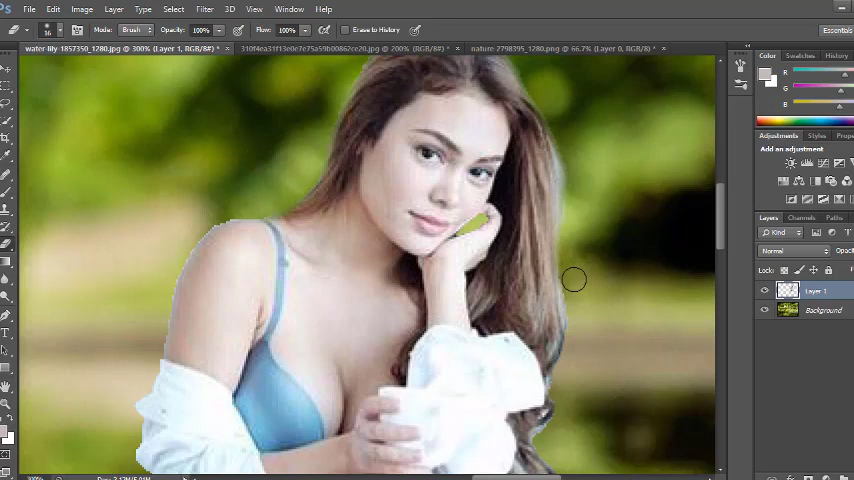 Ps File Edit Image Layer Type Select Filter 3D View Window Help
16 Mode: Brush Opacity: 100% Flow: 100% Erase to History Essentials
water-lily-1857350_1280.jpg @ 300% (Layer 1, RGB/8#) * × nature 2798395_1280.png @ 66.7% (Layer 0, RGB/8#) * ×
Color Swatches
R
G
B
Adjustments Styles
Add an adjustment
Layers Channels Paths
Kind
Normal
Lock:
Layer 1
Background